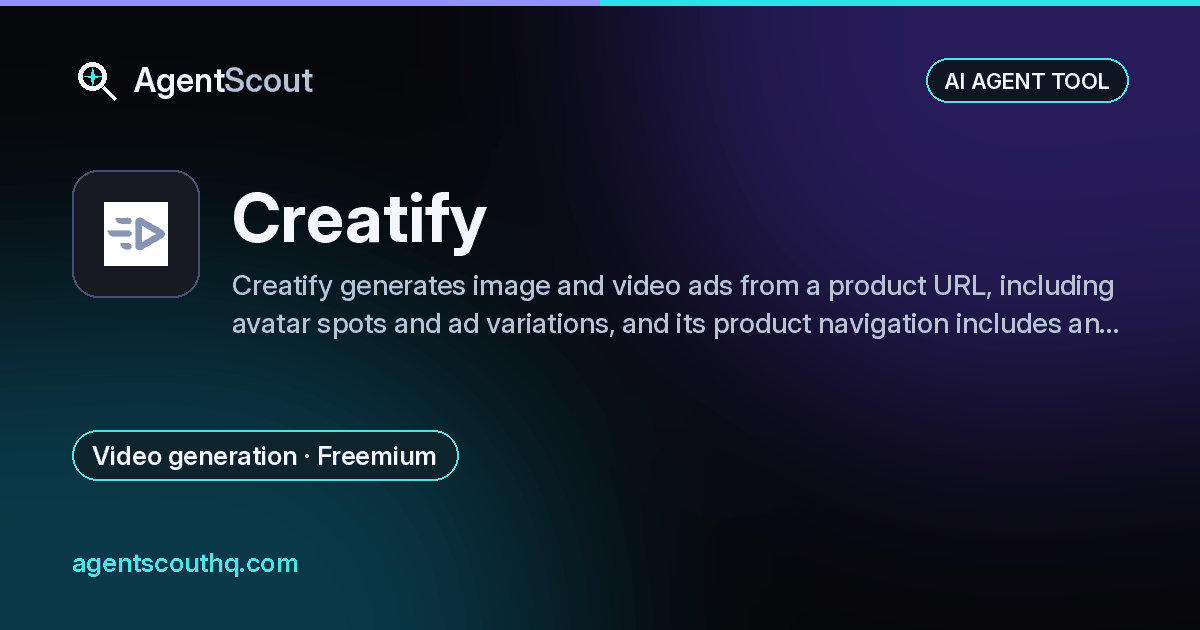 AgentScout
AI AGENT TOOL
Creatify
Creatify generates image and video ads from a product URL, including
avatar spots and ad variations, and its product navigation includes an...
Video generation · Freemium
agentscouthq.com